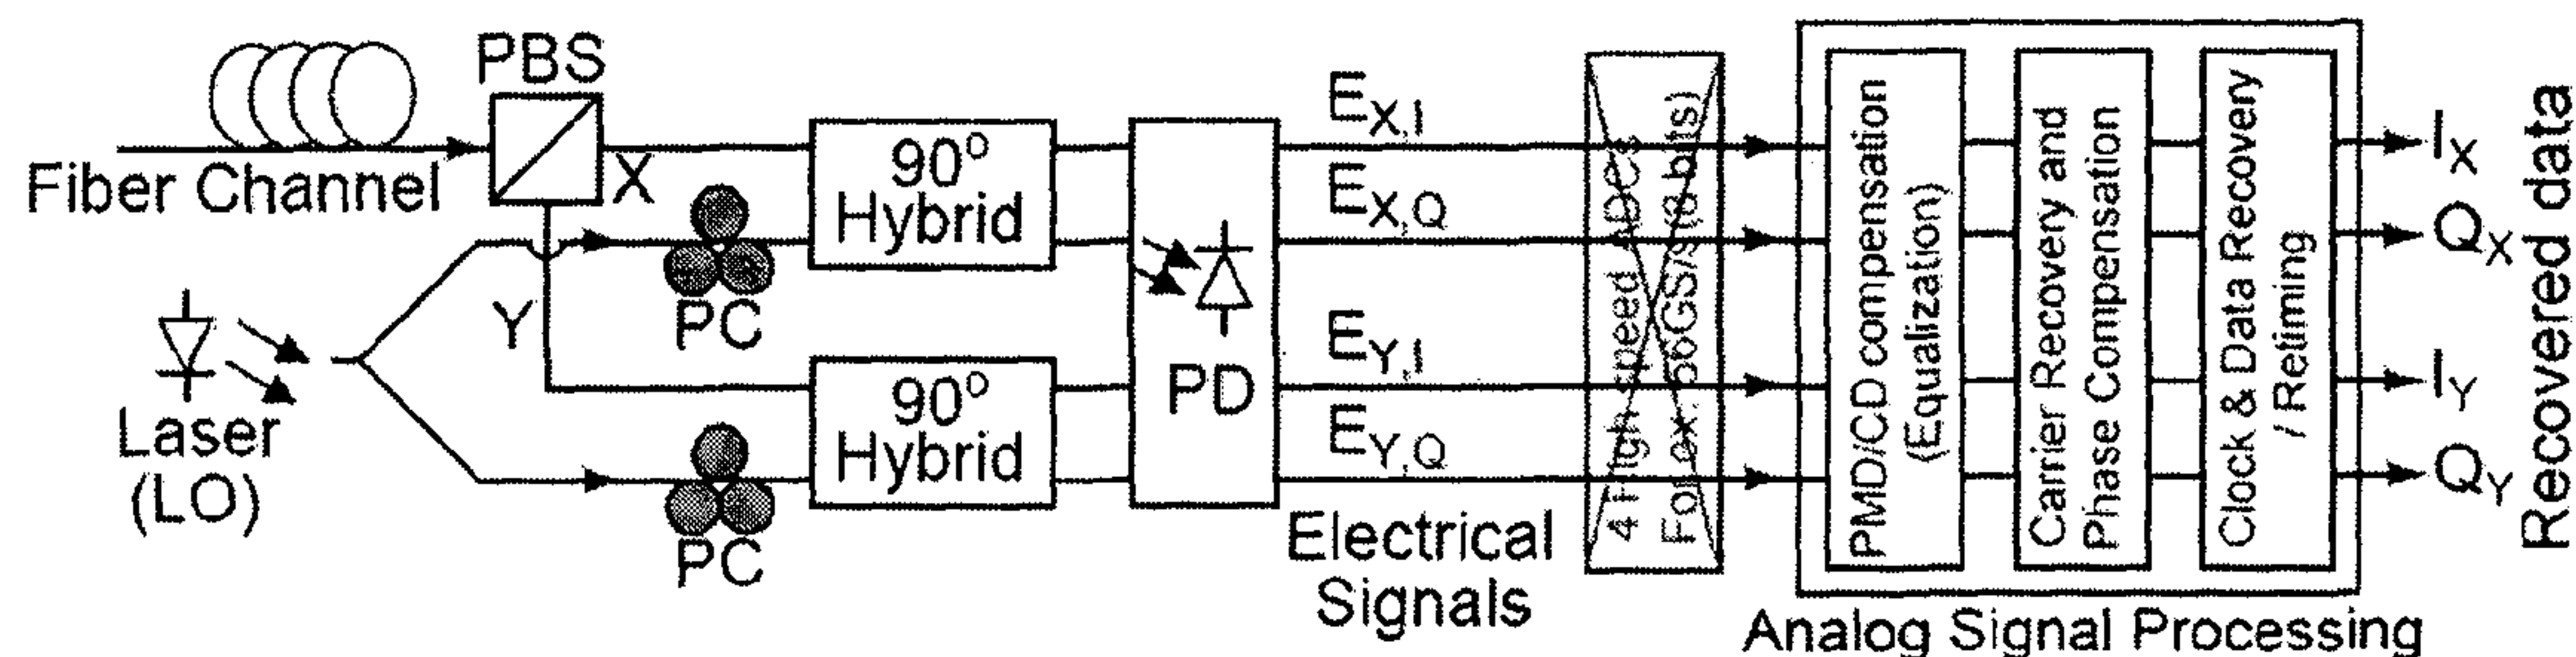 PBS
Fiber Channel
X
Y
PC
PC
Laser
(LO)
90° Hybrid
90° Hybrid
PD
E_X,I
E_X,Q
E_Y,I
E_Y,Q
Electrical
Signals
4 High speed ADCs
For ex. 56GS/s(8 bits)
PMD/CD compensation
(Equalization)
Carrier Recovery and
Phase Compensation
Clock & Data Recovery
/ Retiming
Analog Signal Processing
I_X
Q_X
I_Y
Q_Y
Recovered data